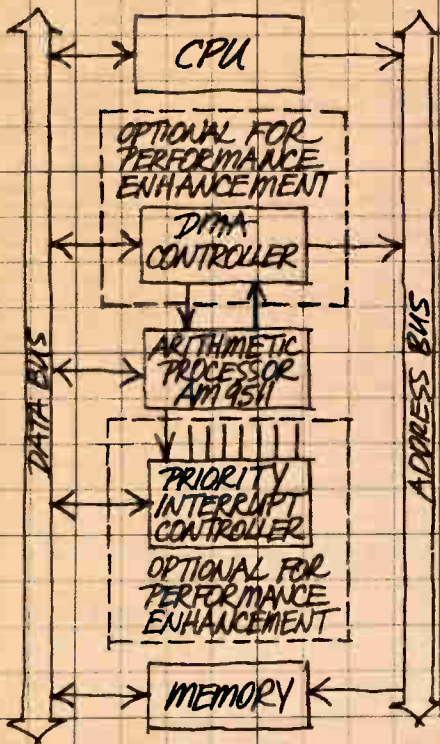 CPU
OPTIONAL FOR
PERFORMANCE
ENHANCEMENT
DMA
CONTROLLER
ARITHMETIC
PROCESSOR
AM 9511
PRIORITY
INTERRUPT
CONTROLLER
OPTIONAL FOR
PERFORMANCE
ENHANCEMENT
MEMORY
DATA BUS
ADDRESS BUS